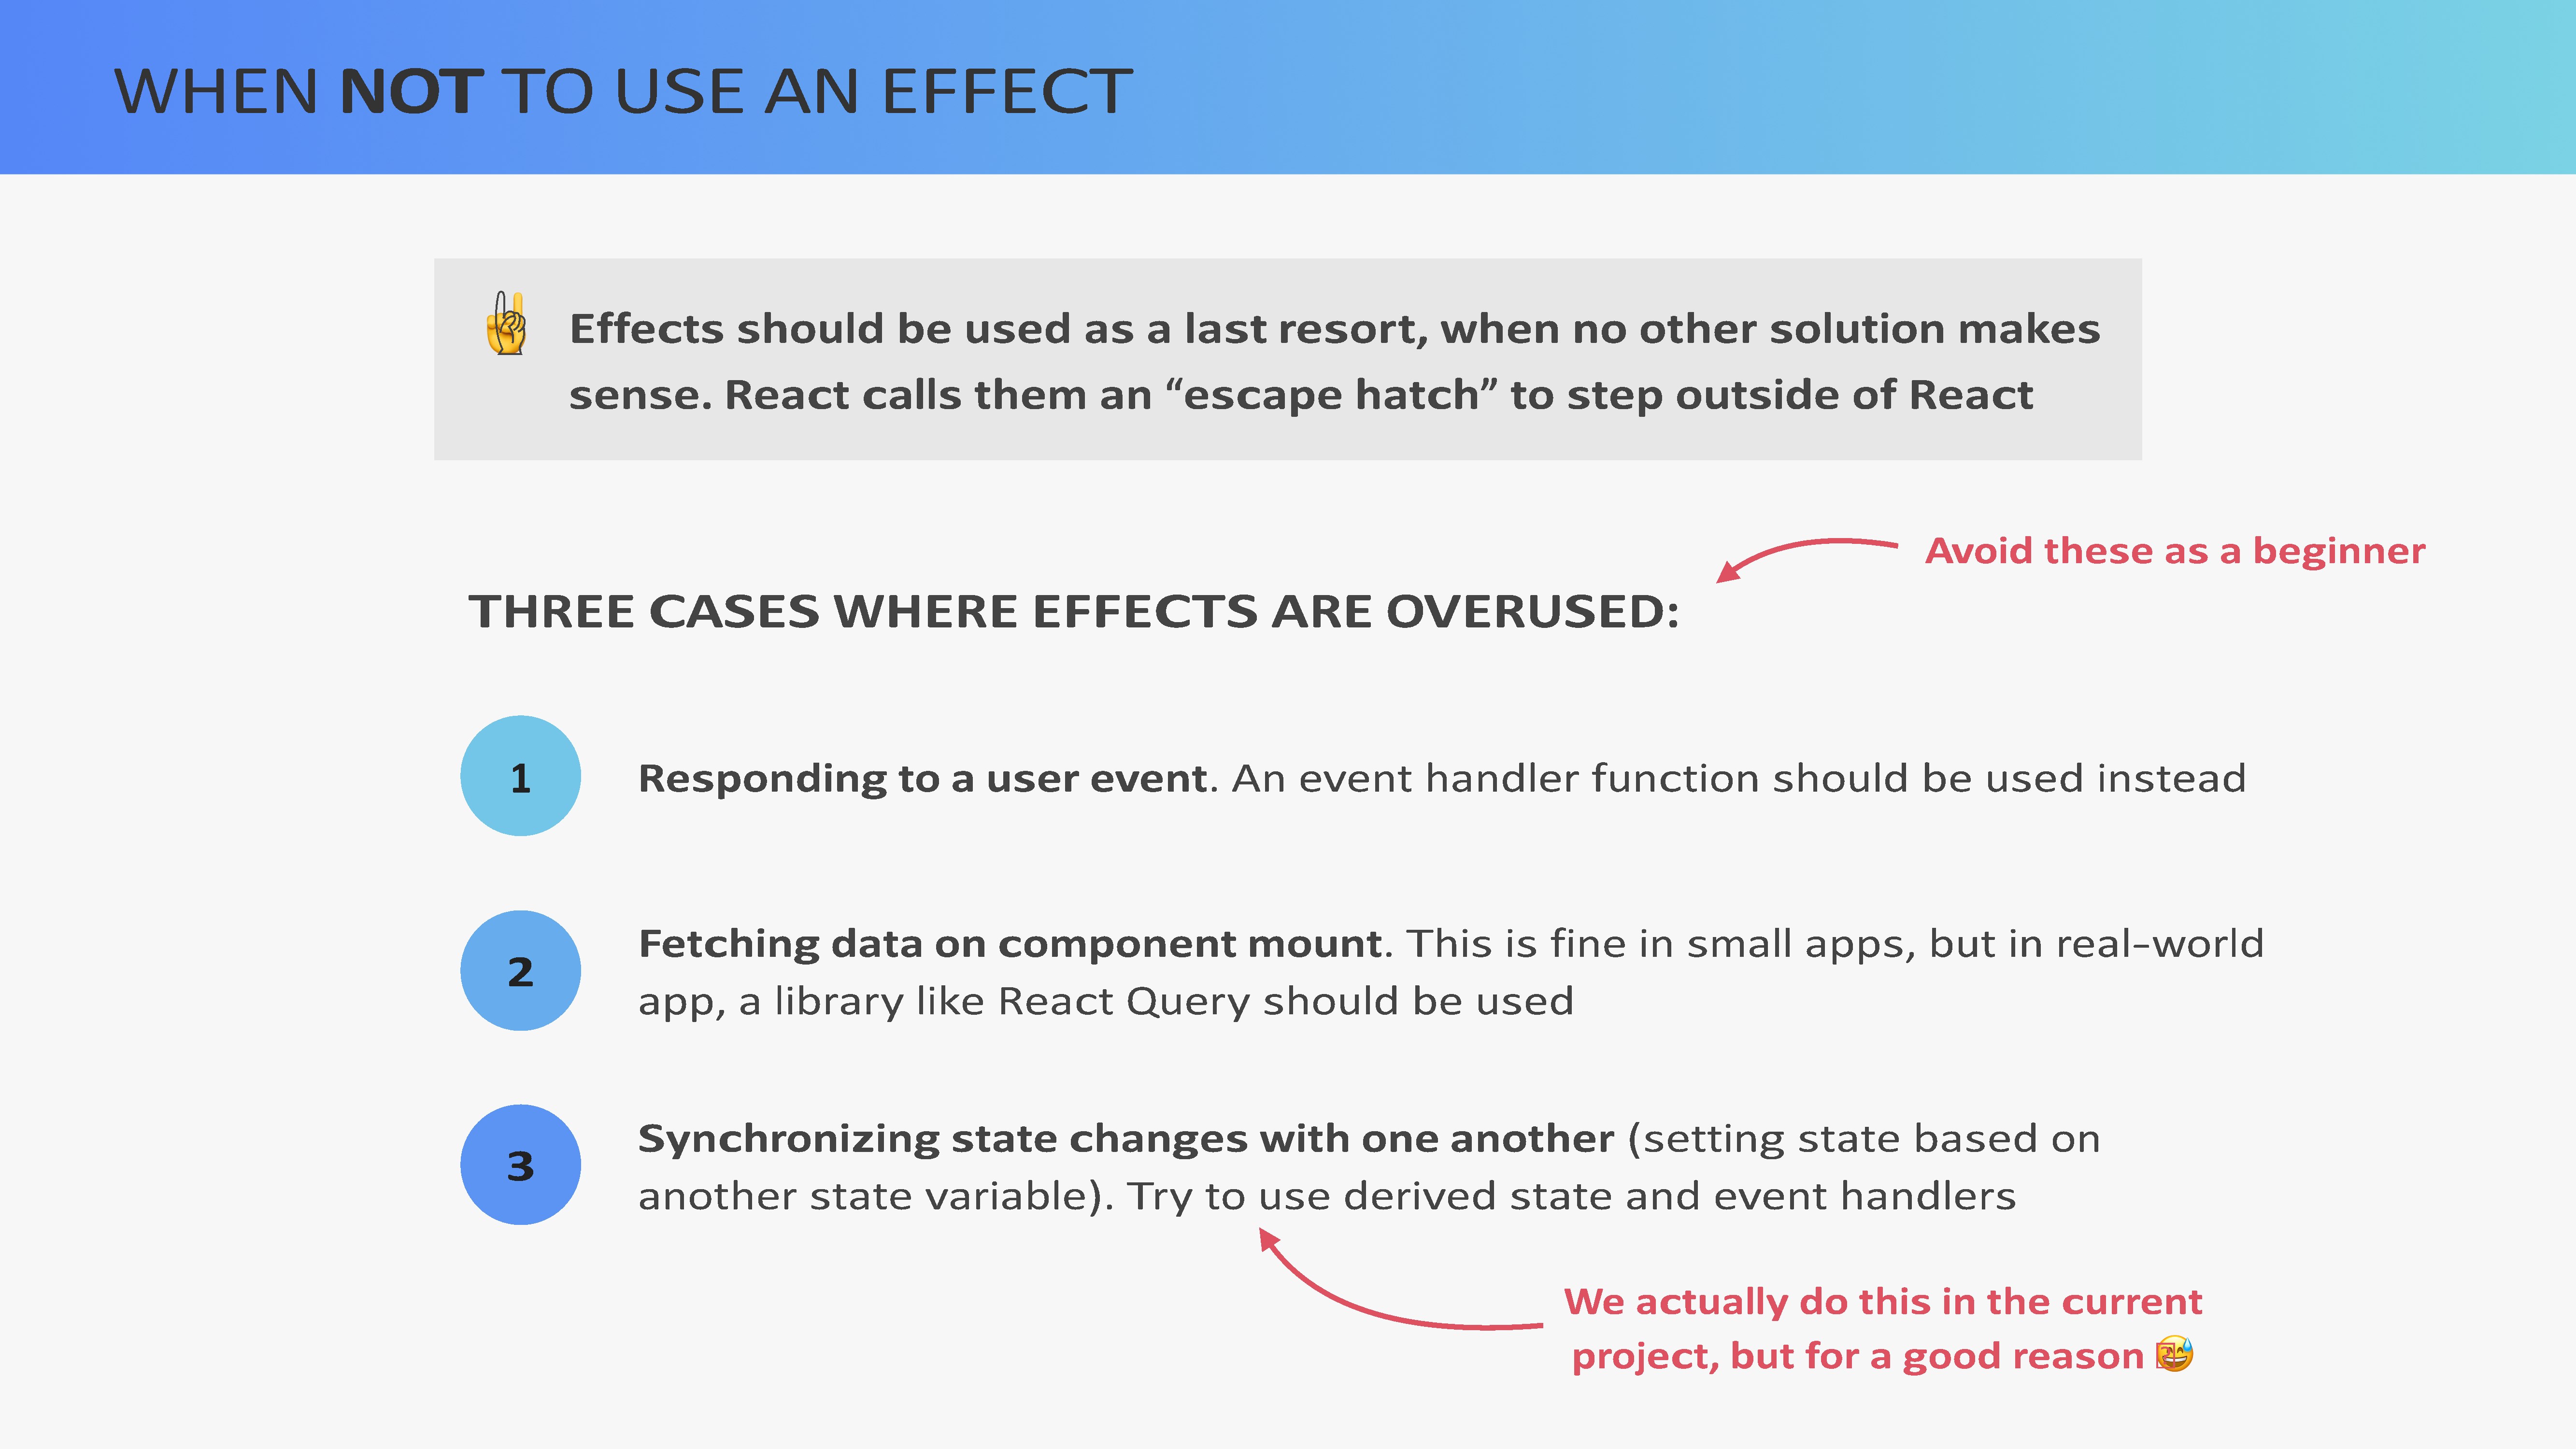 WHEN NOT TO USE AN EFFECT
☝️ Effects should be used as a last resort, when no other solution makes
sense. React calls them an “escape hatch” to step outside of React
Avoid these as a beginner
THREE CASES WHERE EFFECTS ARE OVERUSED:
1 Responding to a user event. An event handler function should be used instead
2 Fetching data on component mount. This is fine in small apps, but in real-world
app, a library like React Query should be used
3 Synchronizing state changes with one another (setting state based on
another state variable). Try to use derived state and event handlers
We actually do this in the current
project, but for a good reason 😅